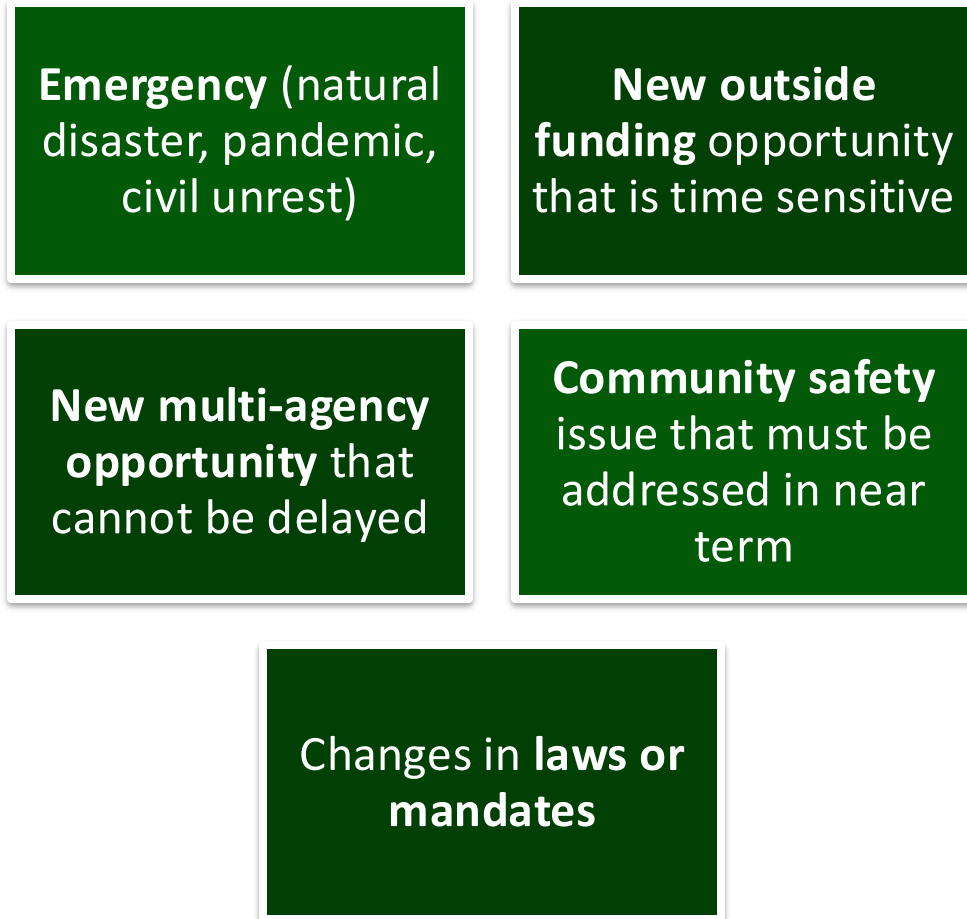 Emergency (natural
disaster, pandemic,
civil unrest)
New outside
funding opportunity
that is time sensitive
New multi-agency
opportunity that
cannot be delayed
Community safety
issue that must be
addressed in near
term
Changes in laws or
mandates